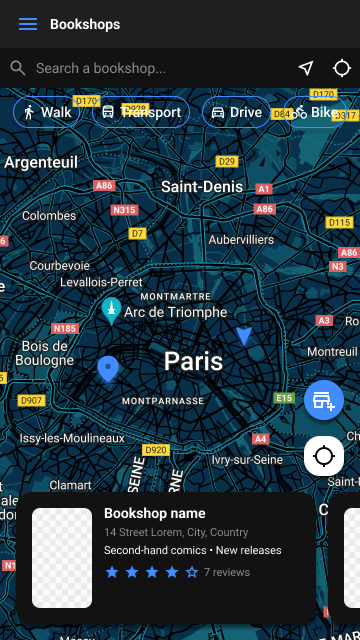 Bookshops
Search a bookshop...
D170
D928
D170
Walk
Transport
Drive
D84
Bike
D317
Argenteuil
D29
A86
Saint-Denis
A1
Colombes
N315
A86
D115
D7
Aubervilliers
A86
Courbevoie
N3
Levallois-Perret
MONTMARTRE
Arc de Triomphe
A3
N185
Bois de
Boulogne
Paris
Montreuil
D907
MONTPARNASSE
E15
Issy-les-Moulineaux
A4
D920
Ivry-sur-Seine
Clamart
SEINE
Bookshop name
14 Street Lorem, City, Country
Second-hand comics • New releases
7 reviews